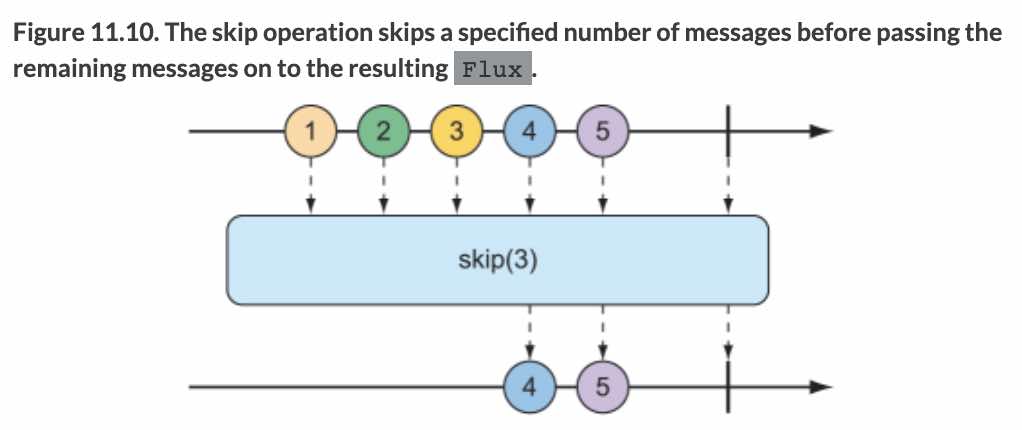 Figure 11.10. The skip operation skips a specified number of messages before passing the
remaining messages on to the resulting Flux.
1 2 3 4 5
skip(3)
4 5